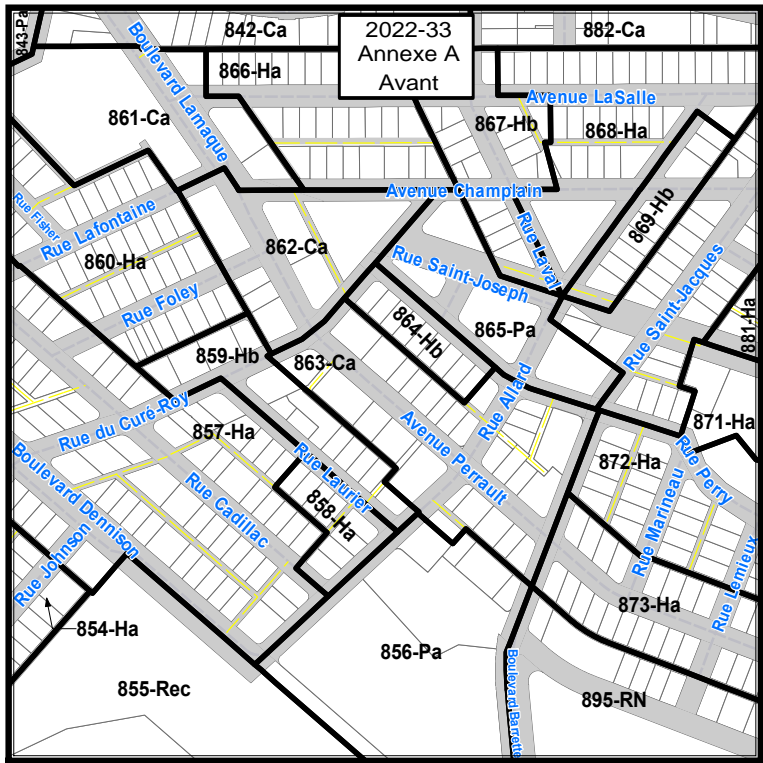 843-Pa
842-Ca
2022-33
Annexe A
Avant
882-Ca
866-Ha
Boulevard Lamaque
861-Ca
Avenue LaSalle
867-Hb
868-Ha
Avenue Champlain
Rue Fisher
Rue Lafontaine
860-Ha
862-Ca
Rue Laval
869-Hb
Rue Saint-Joseph
Rue Saint-Jacques
Rue Foley
864-Hb
865-Pa
881-Ha
859-Hb
863-Ca
Rue Allard
Rue du Curé-Roy
857-Ha
Avenue Perrault
871-Ha
Rue Laurier
872-Ha
Rue Perry
Boulevard Dennison
Rue Cadillac
858-Ha
Rue Marineau
Rue Johnson
Rue Lemieux
873-Ha
854-Ha
856-Pa
855-Rec
Boulevard Barrette
895-RN